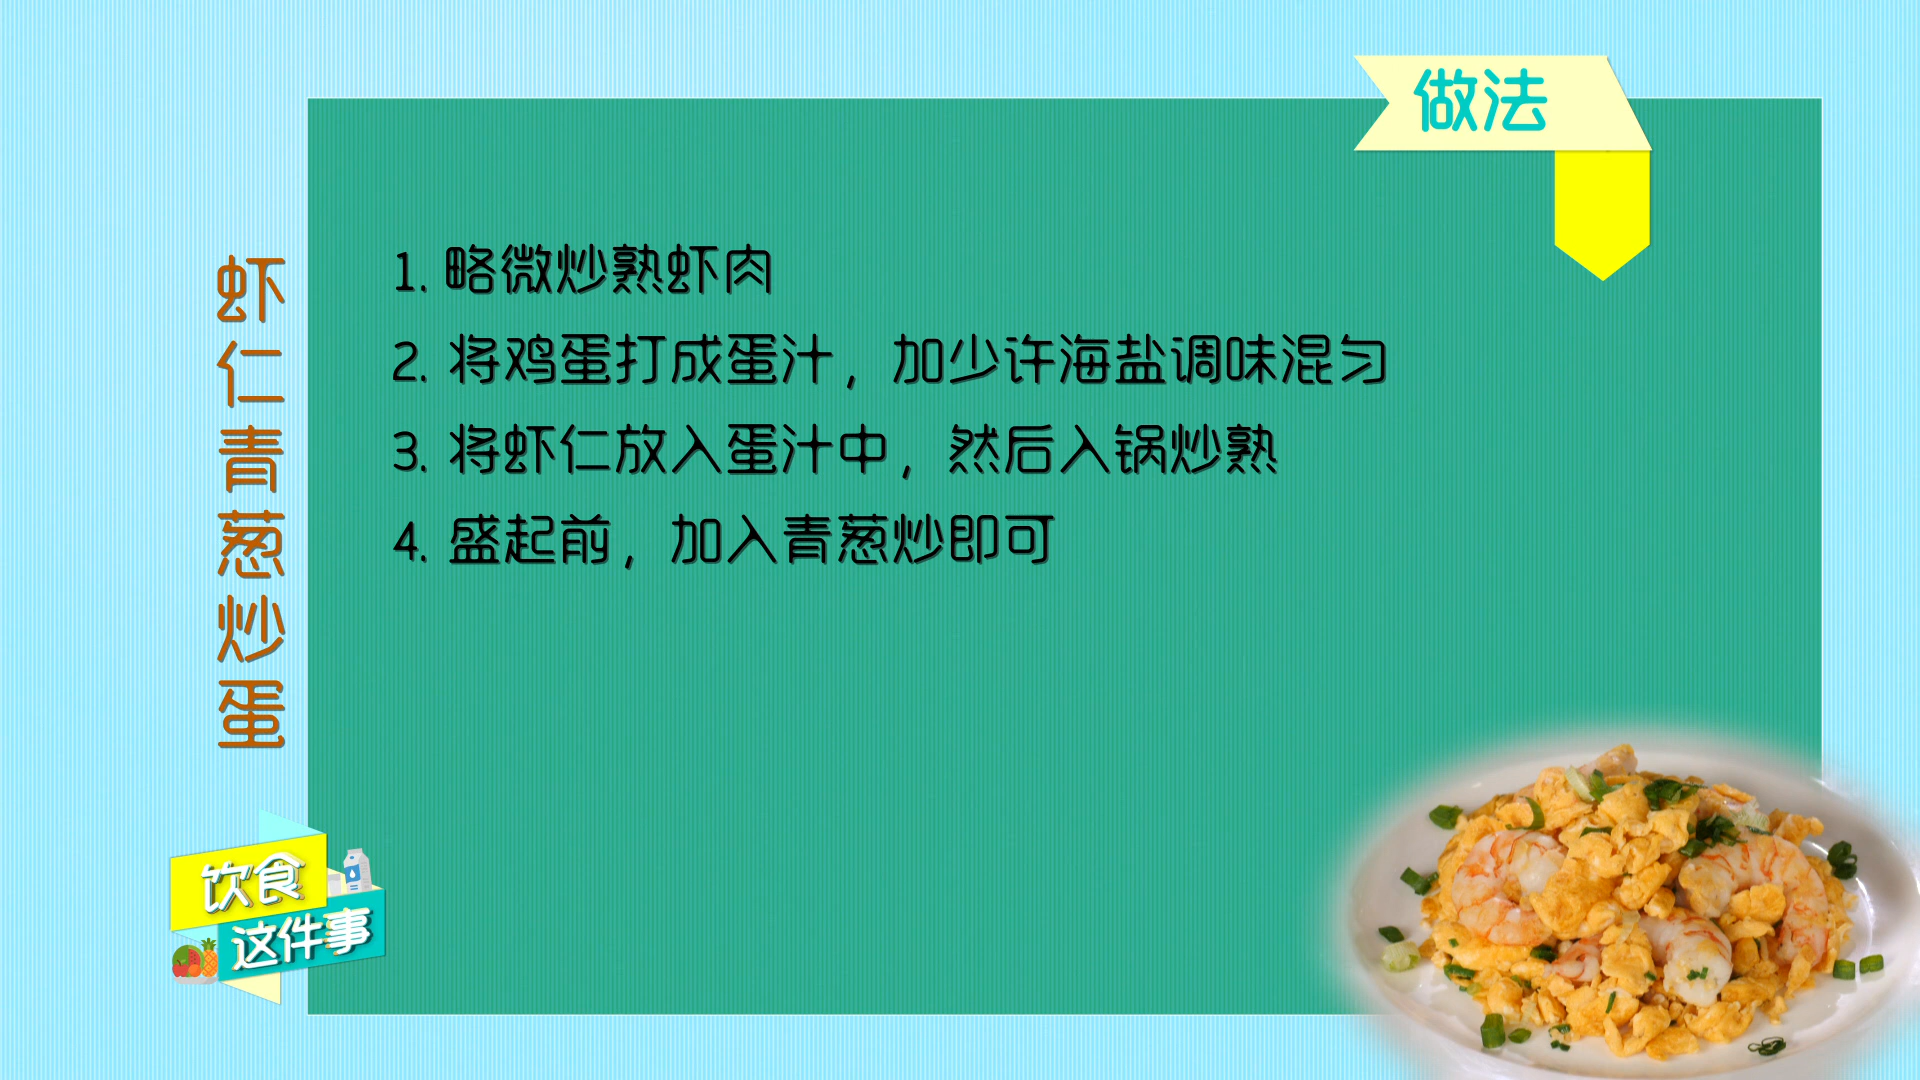 做法
虾仁青葱炒蛋
1. 略微炒熟虾肉
2. 将鸡蛋打成蛋汁，加少许海盐调味混匀
3. 将虾仁放入蛋汁中，然后入锅炒熟
4. 盛起前，加入青葱炒即可
饮食
这件事